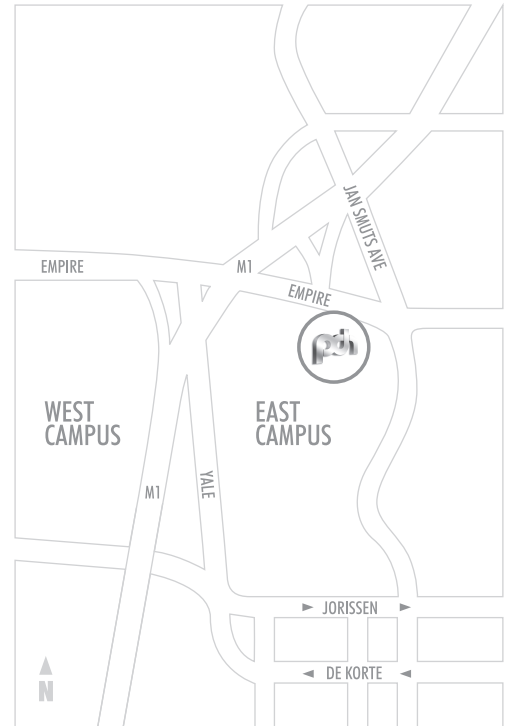 JAN SMUTS AVE
EMPIRE
M1
EMPIRE
pdh
WEST
CAMPUS
EAST
CAMPUS
M1
YALE
JORISSEN
DE KORTE
N